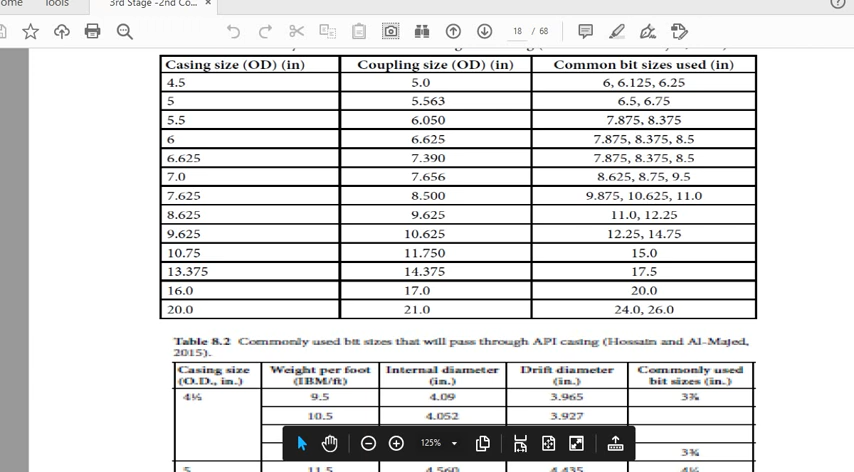 ome Tools 3rd Stage -2nd Co... ×
18 / 68
Casing size (OD) (in) Coupling size (OD) (in) Common bit sizes used (in)
4.5 5.0 6, 6.125, 6.25
5 5.563 6.5, 6.75
5.5 6.050 7.875, 8.375
6 6.625 7.875, 8.375, 8.5
6.625 7.390 7.875, 8.375, 8.5
7.0 7.656 8.625, 8.75, 9.5
7.625 8.500 9.875, 10.625, 11.0
8.625 9.625 11.0, 12.25
9.625 10.625 12.25, 14.75
10.75 11.750 15.0
13.375 14.375 17.5
16.0 17.0 20.0
20.0 21.0 24.0, 26.0
Table 8.2 Commonly used bit sizes that will pass through API casing (Hossain and Al-Majed,
2015).
Casing size Weight per foot Internal diameter Drift diameter Commonly used
(O.D., in.) (IBM/ft) (in.) (in.) bit sizes (in.)
4½ 9.5 4.09 3.965 3⅞
10.5 4.052 3.927
125%
3¾
5 11.5 4.560 4.435